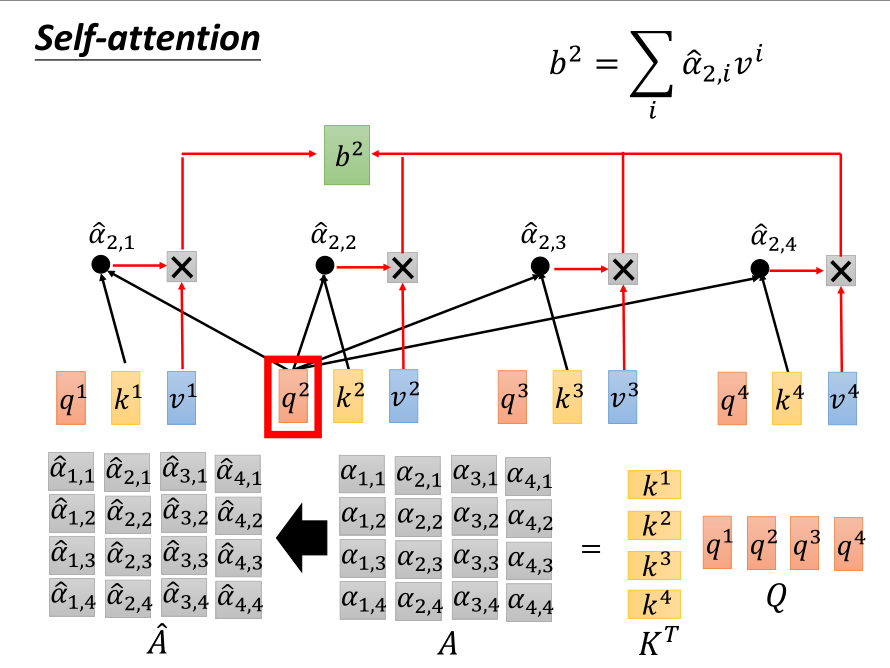 Self-attention
b² = ∑ᵢ α̂₂,ᵢvⁱ
b²
α̂₂,₁ α̂₂,₂ α̂₂,₃ α̂₂,₄
× × × ×
q¹ k¹ v¹ q² k² v² q³ k³ v³ q⁴ k⁴ v⁴
α̂₁,₁ α̂₂,₁ α̂₃,₁ α̂₄,₁
α̂₁,₂ α̂₂,₂ α̂₃,₂ α̂₄,₂
α̂₁,₃ α̂₂,₃ α̂₃,₃ α̂₄,₃
α̂₁,₄ α̂₂,₄ α̂₃,₄ α̂₄,₄
Â
α₁,₁ α₂,₁ α₃,₁ α₄,₁
α₁,₂ α₂,₂ α₃,₂ α₄,₂
α₁,₃ α₂,₃ α₃,₃ α₄,₃
α₁,₄ α₂,₄ α₃,₄ α₄,₄
A
=
k¹
k²
k³
k⁴
Kᵀ
q¹ q² q³ q⁴
Q